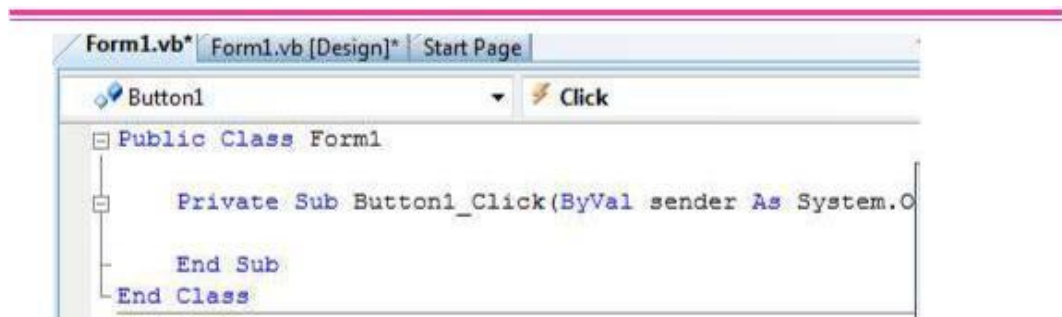 Form1.vb* Form1.vb [Design]* Start Page
Button1 Click
Public Class Form1
Private Sub Button1_Click(ByVal sender As System.O
End Sub
End Class